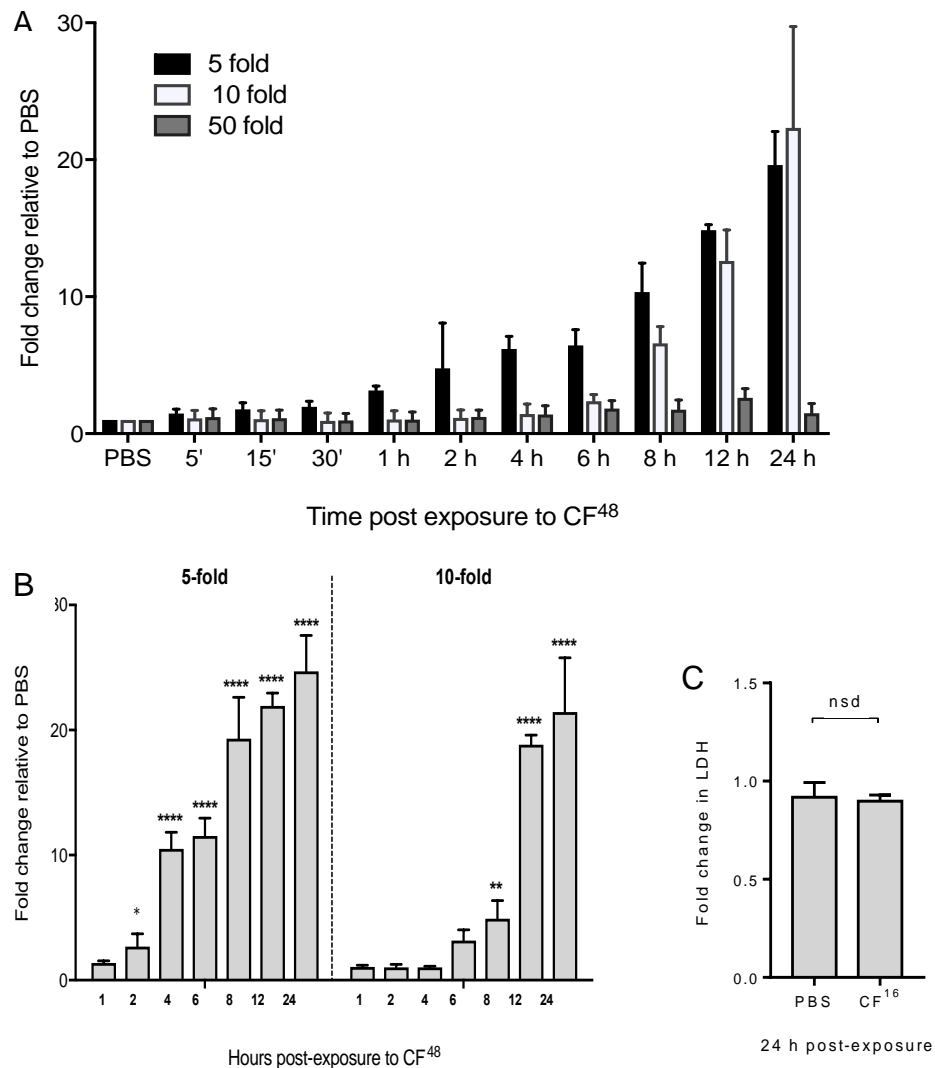 A
30
20
10
0
Fold change relative to PBS
5 fold
10 fold
50 fold
PBS 5' 15' 30' 1 h 2 h 4 h 6 h 8 h 12 h 24 h
Time post exposure to CF48
B
5-fold 10-fold
30
20
10
0
Fold change relative to PBS
* **** **** **** **** **** ** **** ****
1 2 4 6 8 12 24 1 2 4 6 8 12 24
Hours post-exposure to CF48
C
1.5
1.0
0.5
0.0
Fold change in LDH
nsd
PBS CF16
24 h post-exposure